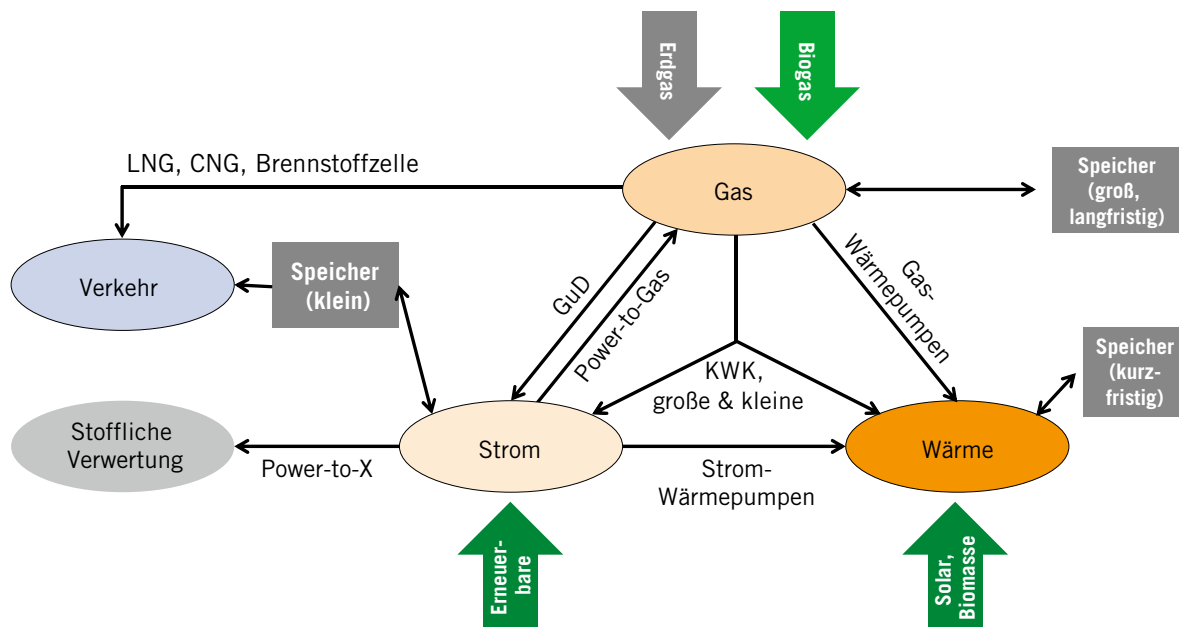 Erdgas
Biogas
LNG, CNG, Brennstoffzelle
Gas
Speicher
(groß,
langfristig)
Gas-
Wärmepumpen
Verkehr
Speicher
(klein)
GuD
Power-to-Gas
KWK,
große & kleine
Speicher
(kurz-
fristig)
Stoffliche
Verwertung
Power-to-X
Strom
Strom-
Wärmepumpen
Wärme
Erneuer-
bare
Solar,
Biomasse